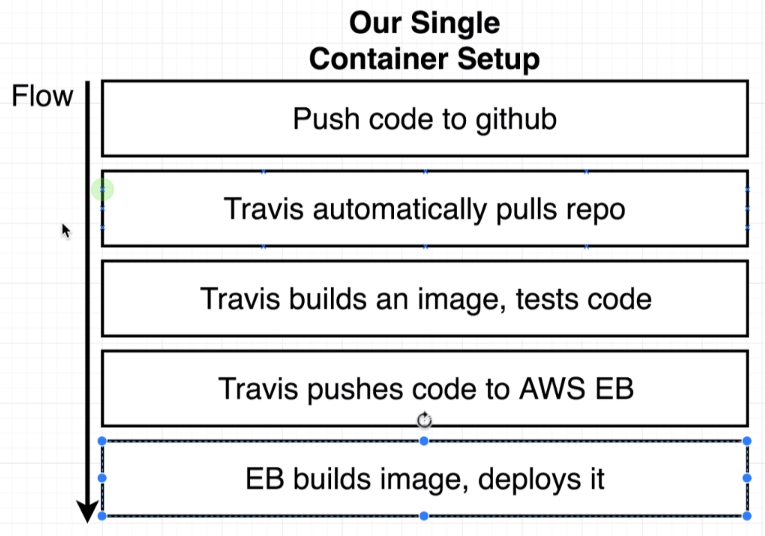 Our Single
Container Setup
Flow
Push code to github
Travis automatically pulls repo
Travis builds an image, tests code
Travis pushes code to AWS EB
EB builds image, deploys it